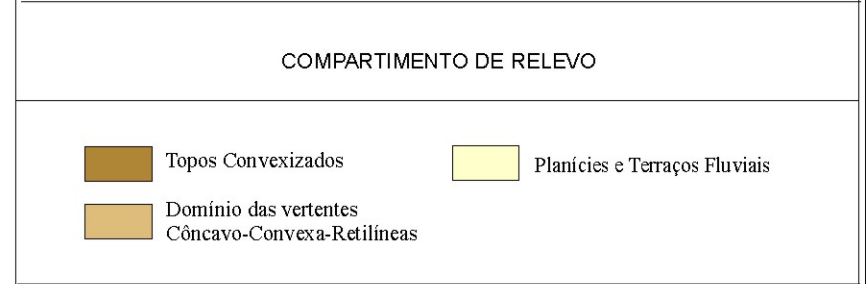 COMPARTIMENTO DE RELEVO
Topos Convexizados
Planícies e Terraços Fluviais
Domínio das vertentes
Côncavo-Convexa-Retilíneas